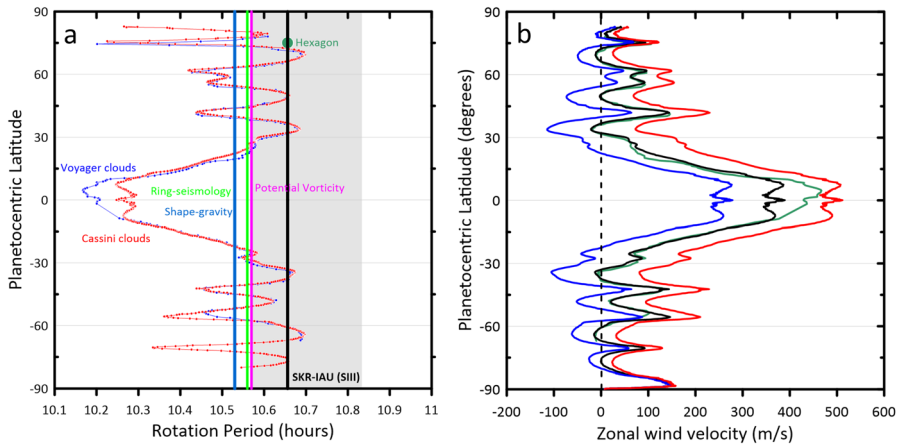 a
90
60
30
0
-30
-60
-90
Planetocentric Latitude
Hexagon
Voyager clouds
Ring-seismology
Potential Vorticity
Shape-gravity
Cassini clouds
SKR-IAU (SIII)
10.1 10.2 10.3 10.4 10.5 10.6 10.7 10.8 10.9 11
Rotation Period (hours)
b
90
60
30
0
-30
-60
-90
Planetocentric Latidude (degrees)
-200 -100 0 100 200 300 400 500 600
Zonal wind velocity (m/s)